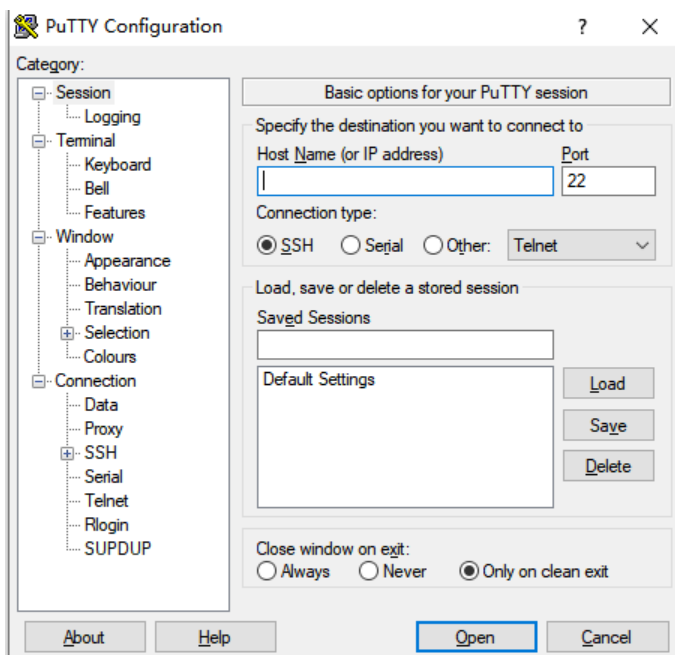 PuTTY Configuration
?
Category:
Session
Logging
Terminal
Keyboard
Bell
Features
Window
Appearance
Behaviour
Translation
Selection
Colours
Connection
Data
Proxy
SSH
Serial
Telnet
Rlogin
SUPDUP
Basic options for your PuTTY session
Specify the destination you want to connect to
Host Name (or IP address) Port
22
Connection type:
SSH Serial Other: Telnet
Load, save or delete a stored session
Saved Sessions
Default Settings
Load
Save
Delete
Close window on exit:
Always Never Only on clean exit
About Help Open Cancel